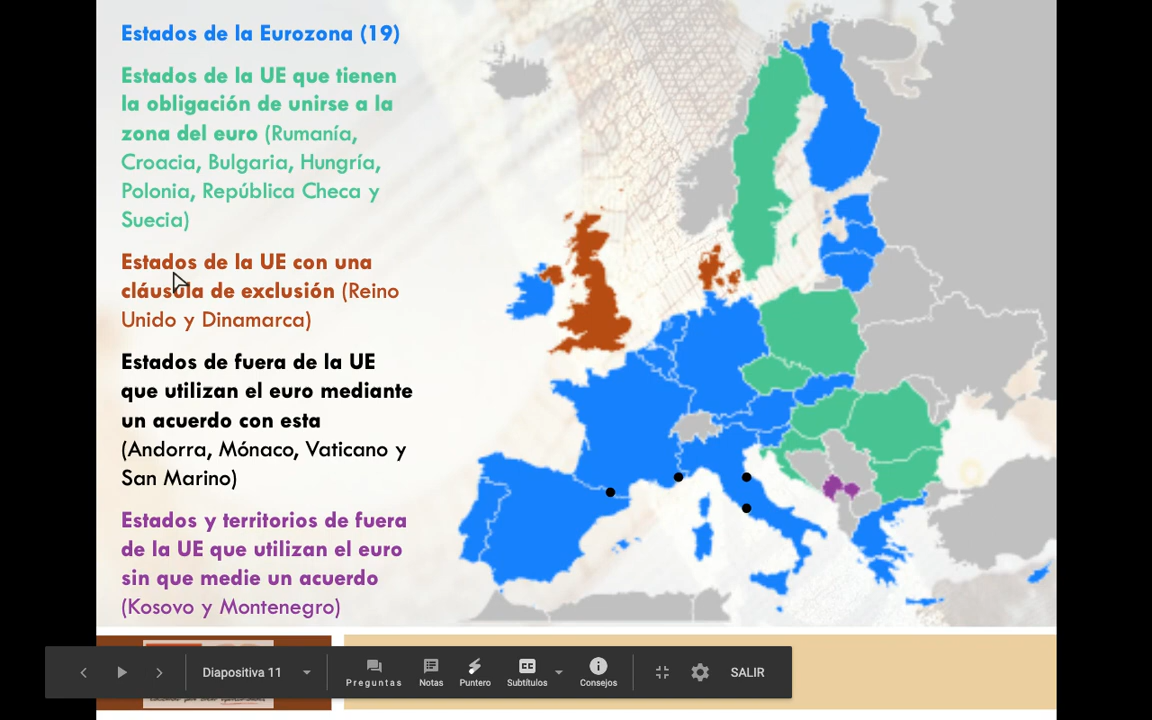 Estados de la Eurozona (19)
Estados de la UE que tienen
la obligación de unirse a la
zona del euro (Rumanía,
Croacia, Bulgaria, Hungría,
Polonia, República Checa y
Suecia)
Estados de la UE con una
cláusula de exclusión (Reino
Unido y Dinamarca)
Estados de fuera de la UE
que utilizan el euro mediante
un acuerdo con esta
(Andorra, Mónaco, Vaticano y
San Marino)
Estados y territorios de fuera
de la UE que utilizan el euro
sin que medie un acuerdo
(Kosovo y Montenegro)
Diapositiva 11
Preguntas
Notas
Puntero
CC
Subtítulos
Consejos
SALIR